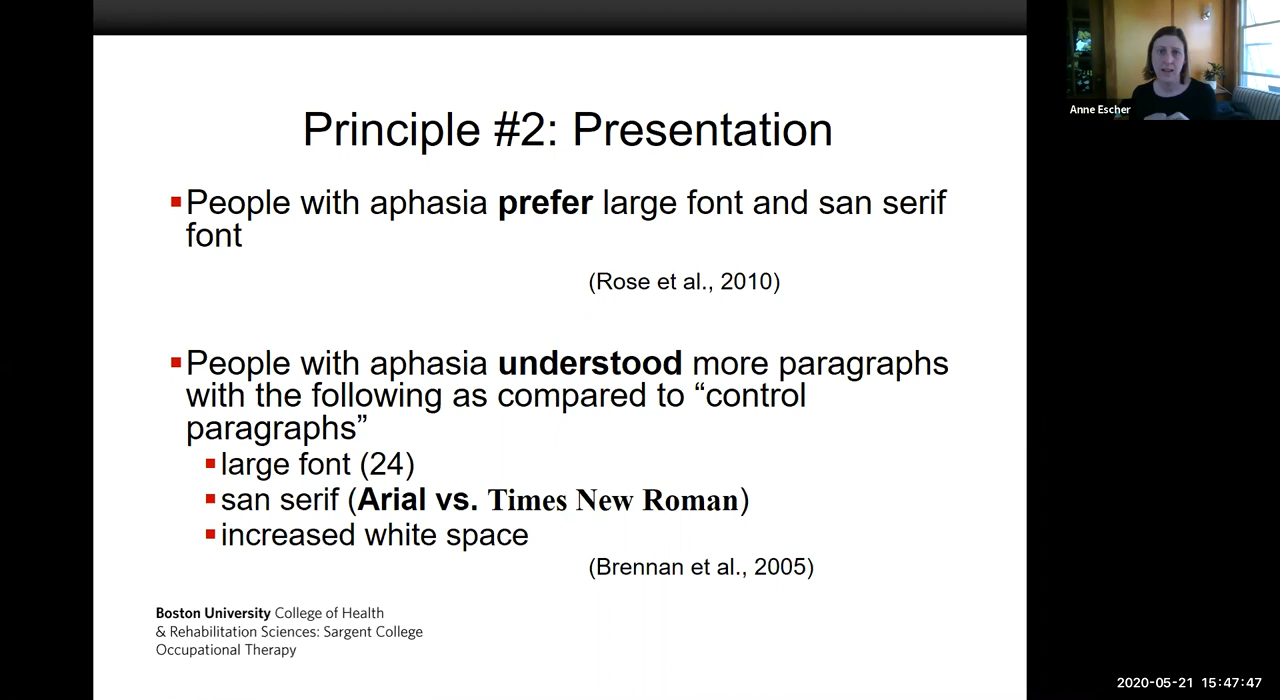 Principle #2: Presentation
People with aphasia prefer large font and san serif
font
(Rose et al., 2010)
People with aphasia understood more paragraphs
with the following as compared to “control
paragraphs”
large font (24)
san serif (Arial vs. Times New Roman)
increased white space
(Brennan et al., 2005)
Boston University College of Health
& Rehabilitation Sciences: Sargent College
Occupational Therapy
Anne Escher
2020-05-21 15:47:47